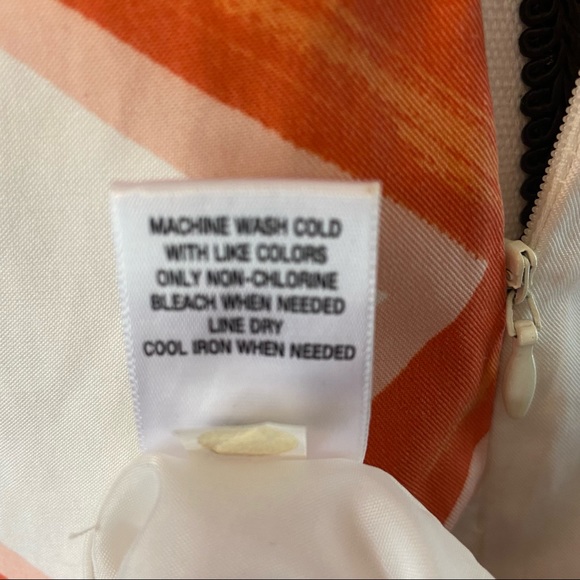 MACHINE WASH COLD
WITH LIKE COLORS
ONLY NON-CHLORINE
BLEACH WHEN NEEDED
LINE DRY
COOL IRON WHEN NEEDED